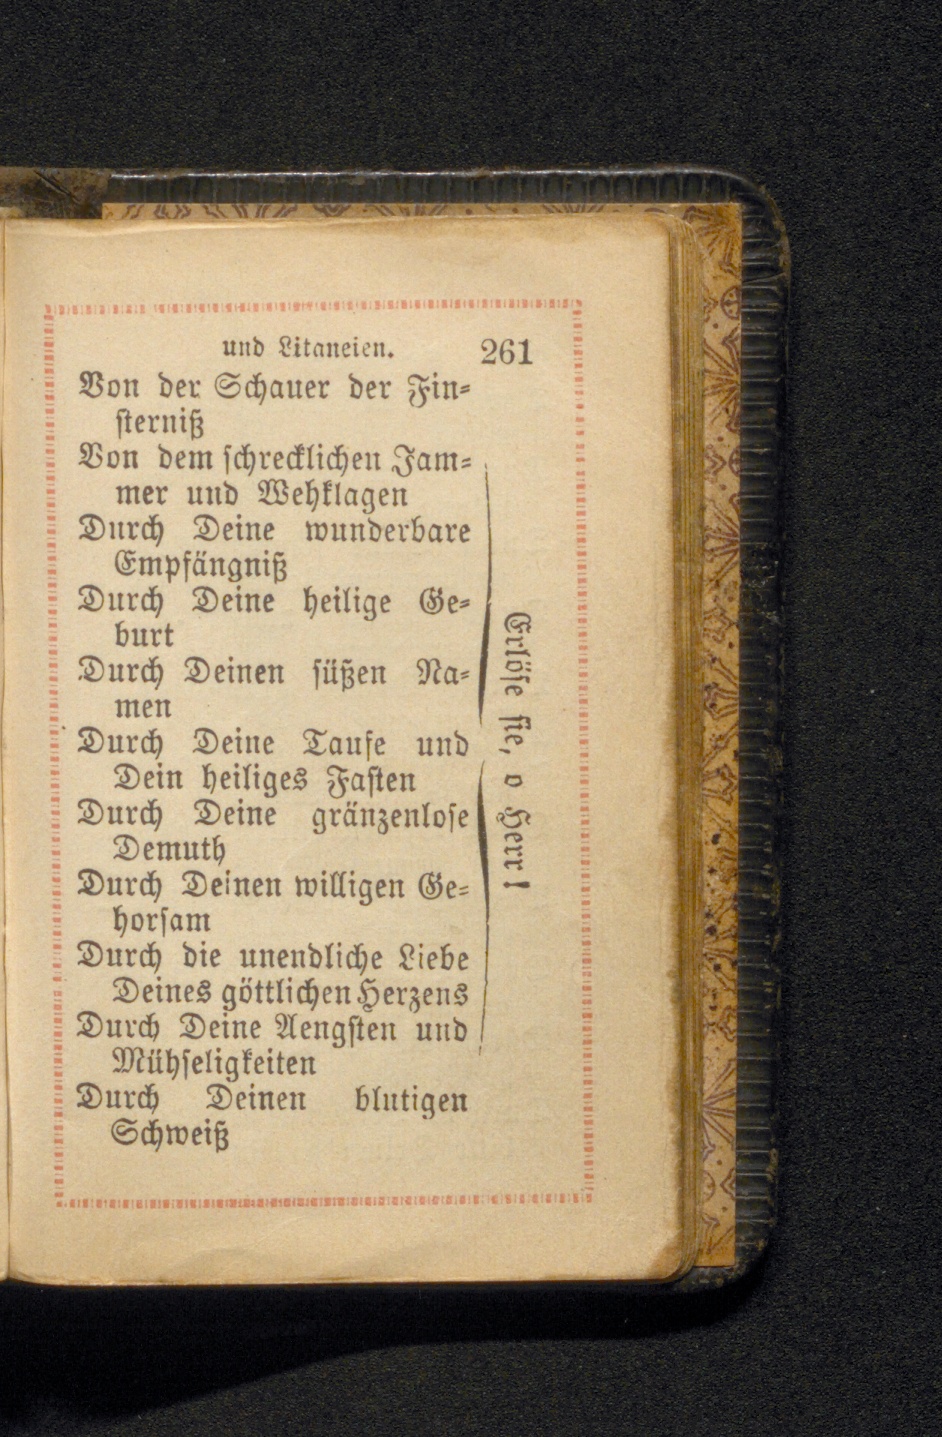 und Litaneien. 261
Von der Schauer der Fin-
sterniß
Von dem schrecklichen Jam-
mer und Wehklagen
Durch Deine wunderbare
Empfängniß
Durch Deine heilige Ge-
burt
Durch Deinen süßen Na-
men
Durch Deine Taufe und
Dein heiliges Fasten
Durch Deine gränzenlose
Demuth
Durch Deinen willigen Ge-
horsam
Durch die unendliche Liebe
Deines göttlichen Herzens
Durch Deine Aengsten und
Mühseligkeiten
Durch Deinen blutigen
Schweiß
Erlöse sie, o Herr!